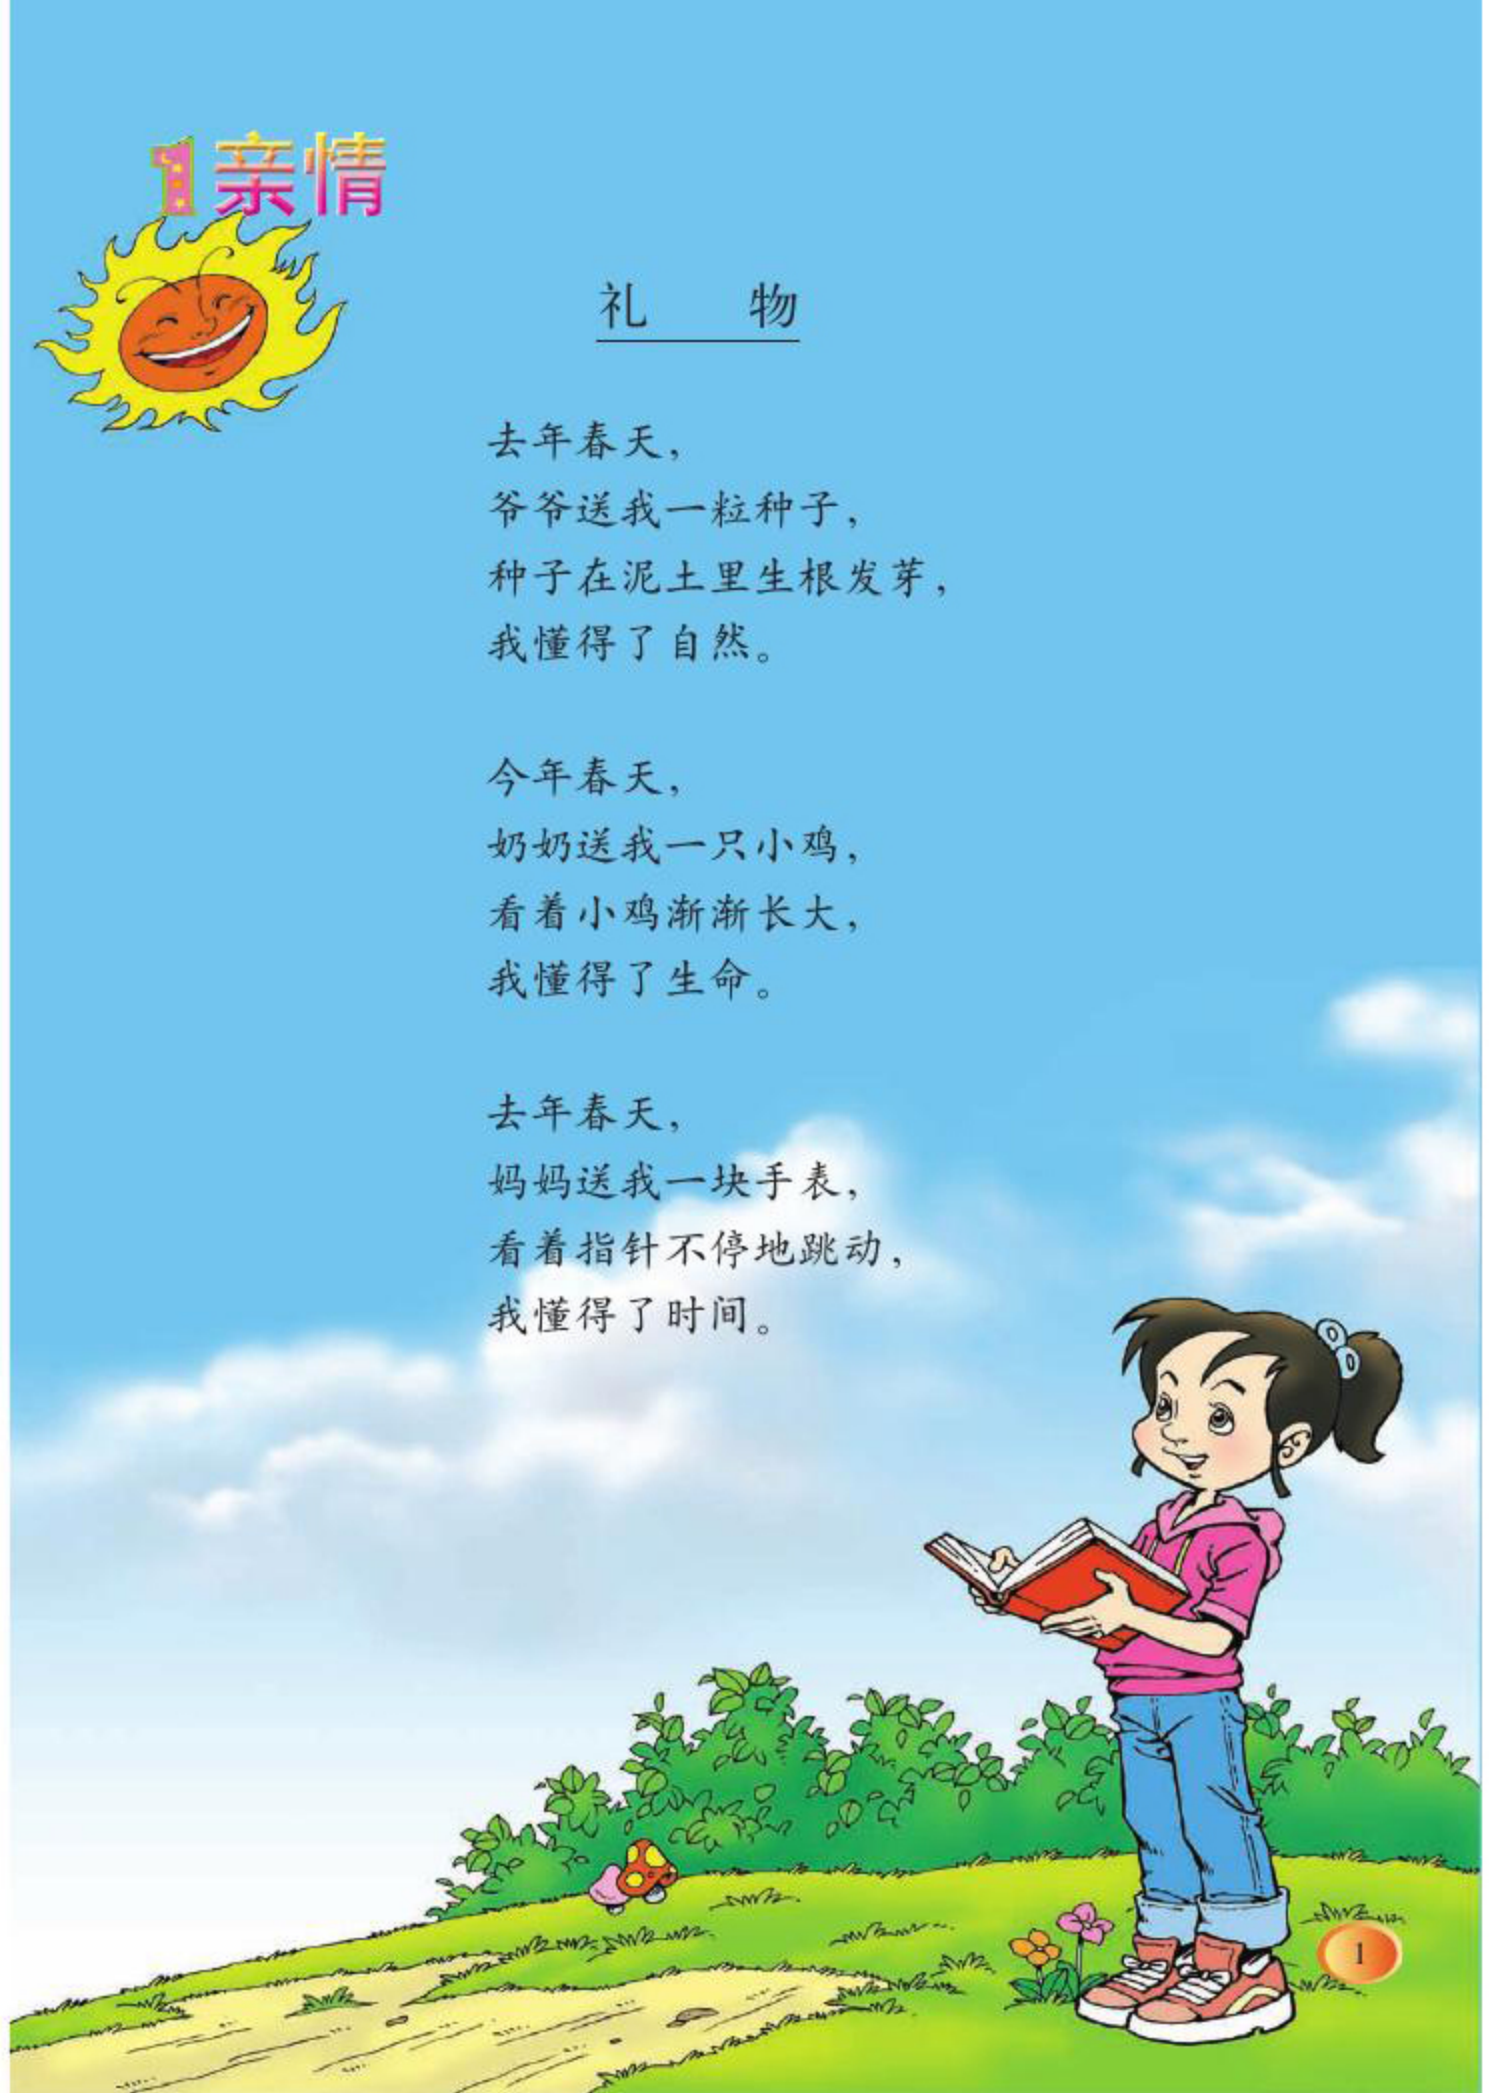 1亲情
礼 物
去年春天，
爷爷送我一粒种子，
种子在泥土里生根发芽，
我懂得了自然。
今年春天，
奶奶送我一只小鸡，
看着小鸡渐渐长大，
我懂得了生命。
去年春天，
妈妈送我一块手表，
看着指针不停地跳动，
我懂得了时间。
1